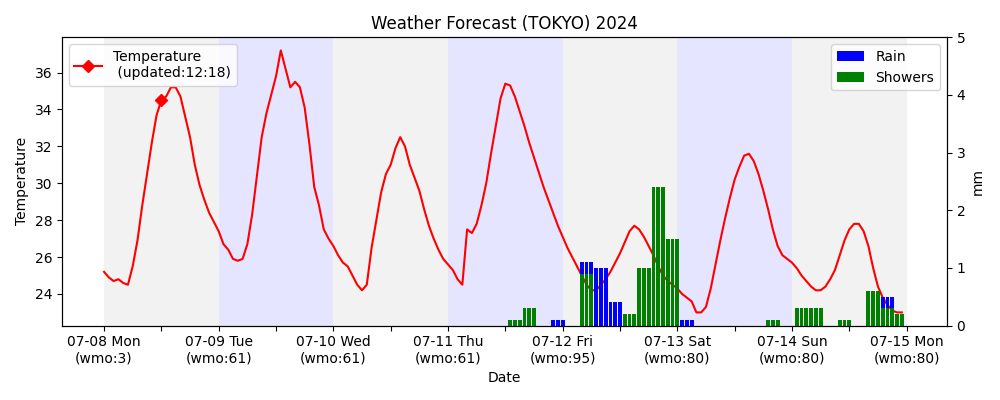 Weather Forecast (TOKYO) 2024
Temperature
(updated:12:18)
Rain
Showers
Temperature
36
34
32
30
28
26
24
5
4
3
2
1
0
mm
07-08 Mon
(wmo:3)
07-09 Tue
(wmo:61)
07-10 Wed
(wmo:61)
07-11 Thu
(wmo:61)
07-12 Fri
(wmo:95)
07-13 Sat
(wmo:80)
07-14 Sun
(wmo:80)
07-15 Mon
(wmo:80)
Date